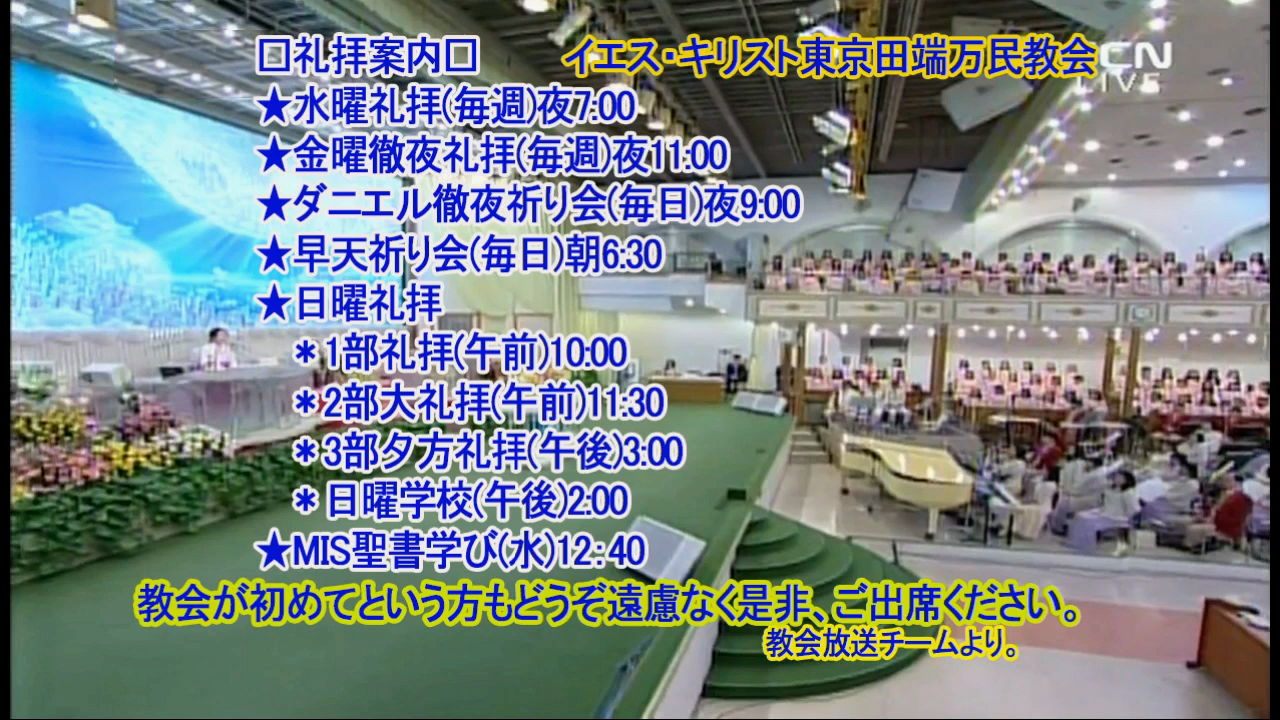 □礼拝案内□ イエス・キリスト東京田端万民教会
CN
LIVE
★水曜礼拝(毎週)夜7:00
★金曜徹夜礼拝(毎週)夜11:00
★ダニエル徹夜祈り会(毎日)夜9:00
★早天祈り会(毎日)朝6:30
★日曜礼拝
＊1部礼拝(午前)10:00
＊2部大礼拝(午前)11:30
＊3部夕方礼拝(午後)3:00
＊日曜学校(午後)2:00
★MIS聖書学び(水)12:40
教会が初めてという方もどうぞ遠慮なく是非、ご出席ください。
教会放送チームより。